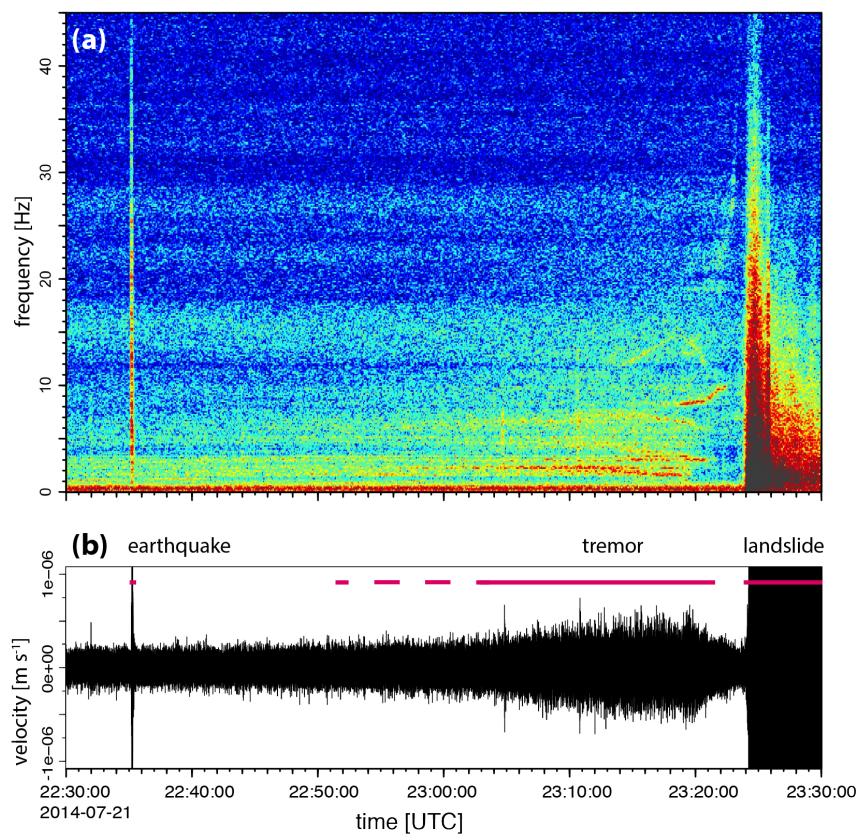 (a)
frequency [Hz]
40
30
20
10
0
(b) earthquake tremor landslide
velocity [m s⁻¹]
1e−06
0e+00
-1e−06
22:30:00 22:40:00 22:50:00 23:00:00 23:10:00 23:20:00 23:30:00
2014-07-21
time [UTC]